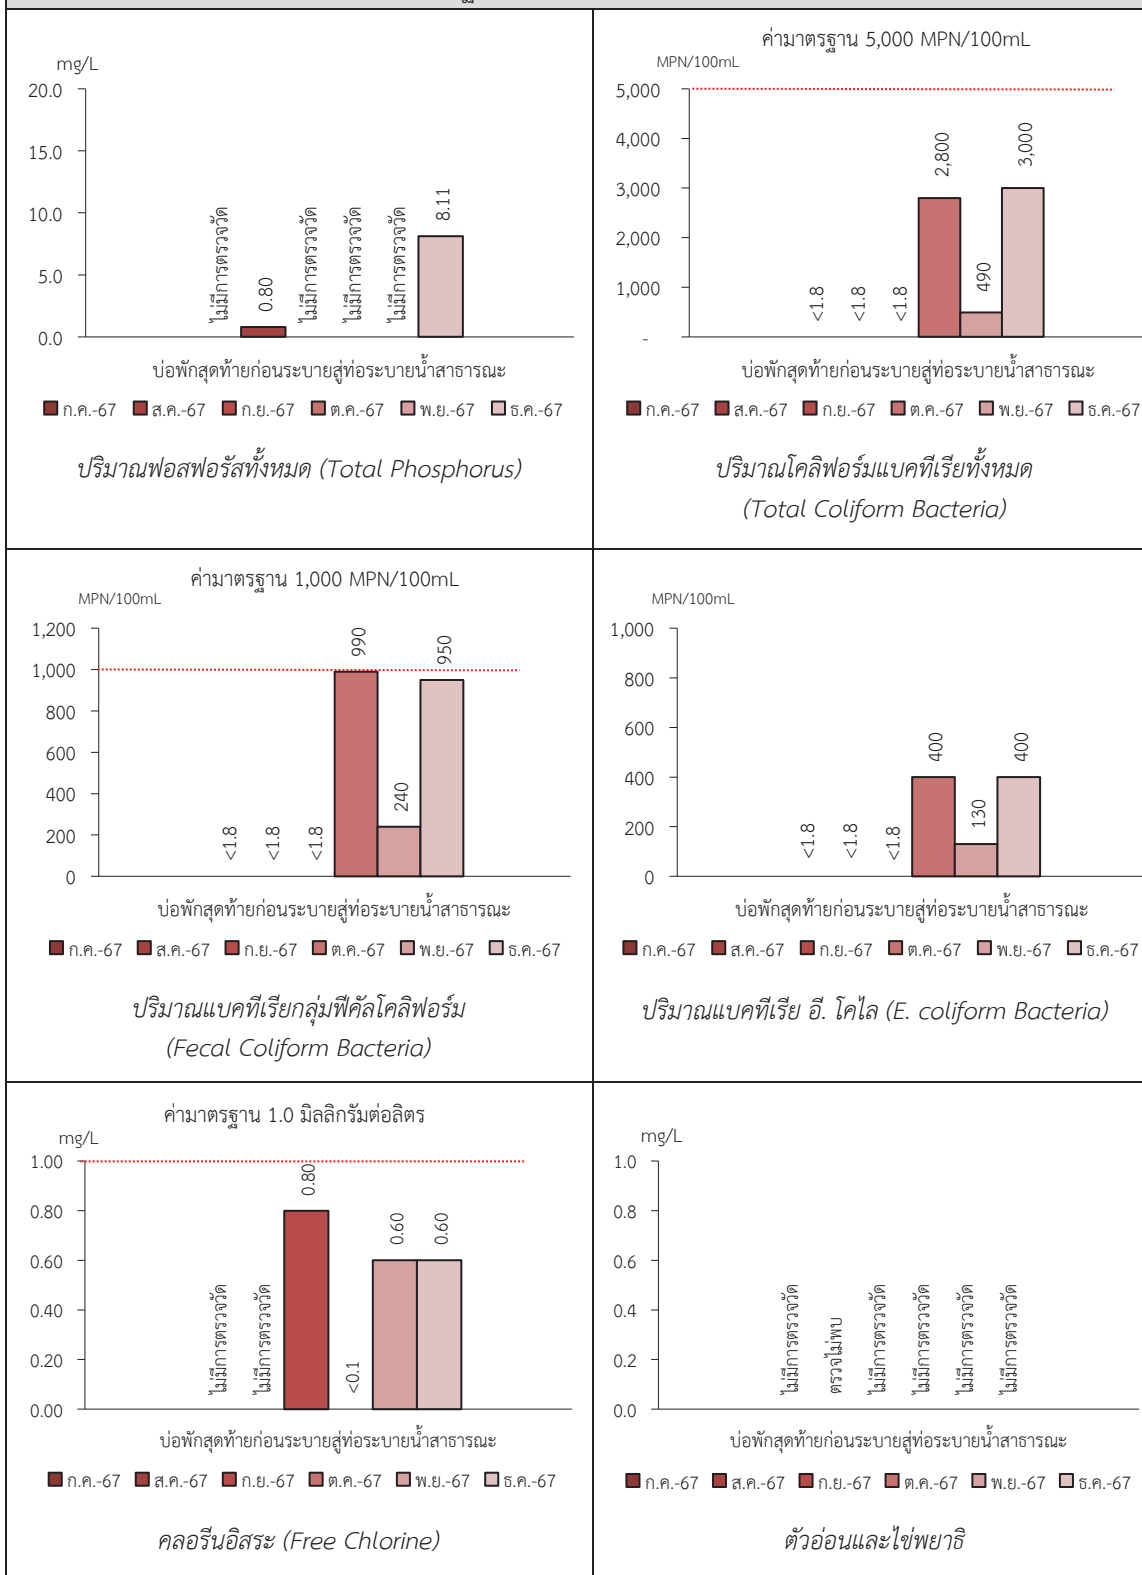 mg/L
20.0
15.0
10.0
5.0
0.0
ไม่มีการตรวจวัด
0.80
ไม่มีการตรวจวัด
ไม่มีการตรวจวัด
ไม่มีการตรวจวัด
8.11
บ่อพักสุดท้ายก่อนระบายสู่ท่อระบายน้ำสาธารณะ
ก.ค.-67 ส.ค.-67 ก.ย.-67 ต.ค.-67 พ.ย.-67 ธ.ค.-67
ปริมาณฟอสฟอรัสทั้งหมด (Total Phosphorus)
ค่ามาตรฐาน 5,000 MPN/100mL
MPN/100mL
5,000
4,000
3,000
2,000
1,000
-
<1.8
<1.8
<1.8
2,800
490
3,000
บ่อพักสุดท้ายก่อนระบายสู่ท่อระบายน้ำสาธารณะ
ก.ค.-67 ส.ค.-67 ก.ย.-67 ต.ค.-67 พ.ย.-67 ธ.ค.-67
ปริมาณโคลิฟอร์มแบคทีเรียทั้งหมด
(Total Coliform Bacteria)
ค่ามาตรฐาน 1,000 MPN/100mL
MPN/100mL
1,200
1,000
800
600
400
200
0
<1.8
<1.8
<1.8
990
240
950
บ่อพักสุดท้ายก่อนระบายสู่ท่อระบายน้ำสาธารณะ
ก.ค.-67 ส.ค.-67 ก.ย.-67 ต.ค.-67 พ.ย.-67 ธ.ค.-67
ปริมาณแบคทีเรียกลุ่มฟีคัลโคลิฟอร์ม
(Fecal Coliform Bacteria)
MPN/100mL
1,000
800
600
400
200
0
<1.8
<1.8
<1.8
400
130
400
บ่อพักสุดท้ายก่อนระบายสู่ท่อระบายน้ำสาธารณะ
ก.ค.-67 ส.ค.-67 ก.ย.-67 ต.ค.-67 พ.ย.-67 ธ.ค.-67
ปริมาณแบคทีเรีย อี. โคไล (E. coliform Bacteria)
ค่ามาตรฐาน 1.0 มิลลิกรัมต่อลิตร
mg/L
1.00
0.80
0.60
0.40
0.20
0.00
ไม่มีการตรวจวัด
ไม่มีการตรวจวัด
0.80
<0.1
0.60
0.60
บ่อพักสุดท้ายก่อนระบายสู่ท่อระบายน้ำสาธารณะ
ก.ค.-67 ส.ค.-67 ก.ย.-67 ต.ค.-67 พ.ย.-67 ธ.ค.-67
คลอรีนอิสระ (Free Chlorine)
mg/L
1.0
0.8
0.6
0.4
0.2
0.0
ไม่มีการตรวจวัด
ตรวจไม่พบ
ไม่มีการตรวจวัด
ไม่มีการตรวจวัด
ไม่มีการตรวจวัด
ไม่มีการตรวจวัด
บ่อพักสุดท้ายก่อนระบายสู่ท่อระบายน้ำสาธารณะ
ก.ค.-67 ส.ค.-67 ก.ย.-67 ต.ค.-67 พ.ย.-67 ธ.ค.-67
ตัวอ่อนและไข่พยาธิ